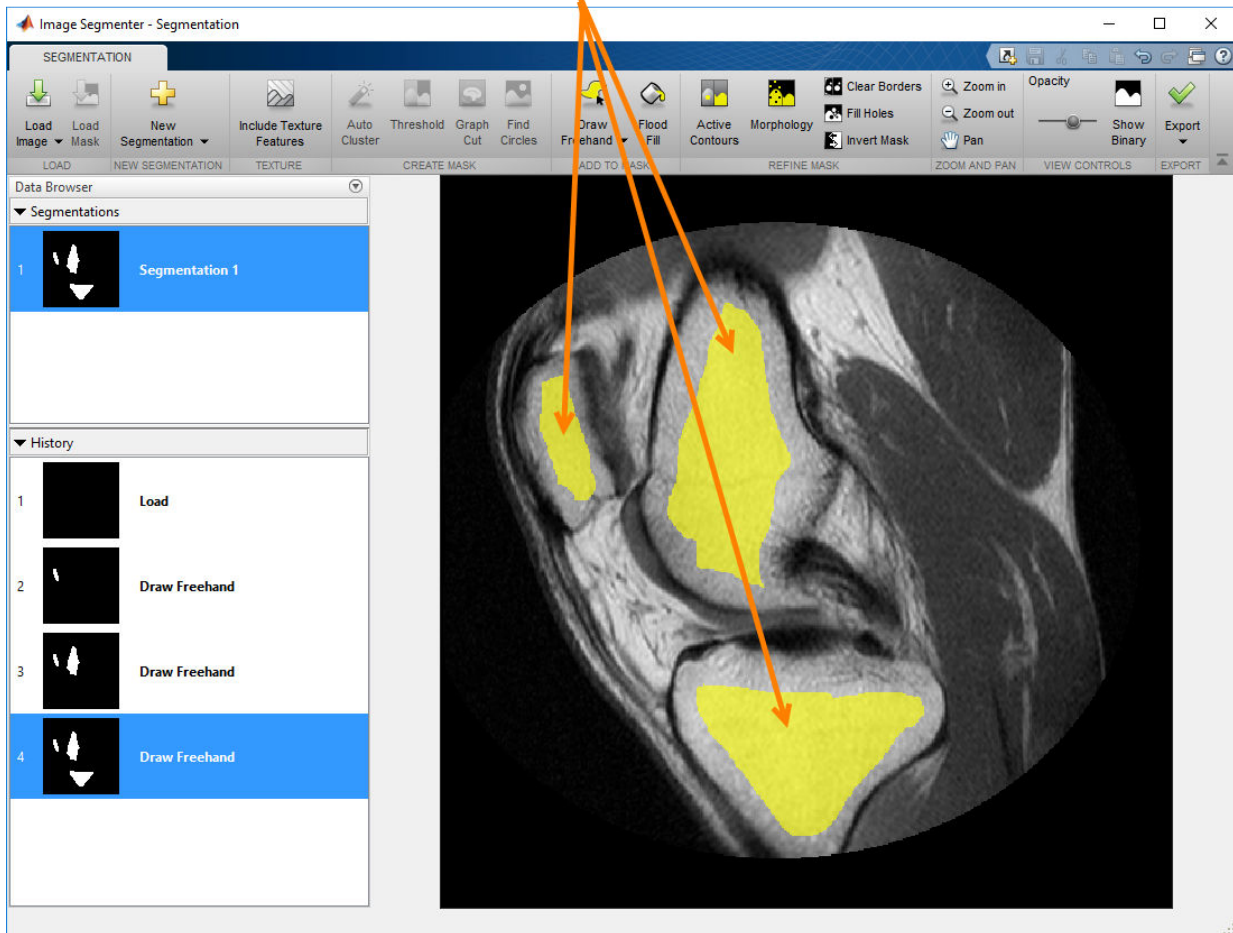 Image Segmenter - Segmentation
SEGMENTATION
Load Image
Load Mask
New Segmentation
Include Texture Features
Auto Cluster
Threshold
Graph Cut
Find Circles
Draw Freehand
Flood Fill
Active Contours
Morphology
Clear Borders
Fill Holes
Invert Mask
Zoom in
Zoom out
Pan
Opacity
Show Binary
Export
LOAD
NEW SEGMENTATION
TEXTURE
CREATE MASK
ADD TO MASK
REFINE MASK
ZOOM AND PAN
VIEW CONTROLS
EXPORT
Data Browser
Segmentations
1 Segmentation 1
History
1 Load
2 Draw Freehand
3 Draw Freehand
4 Draw Freehand